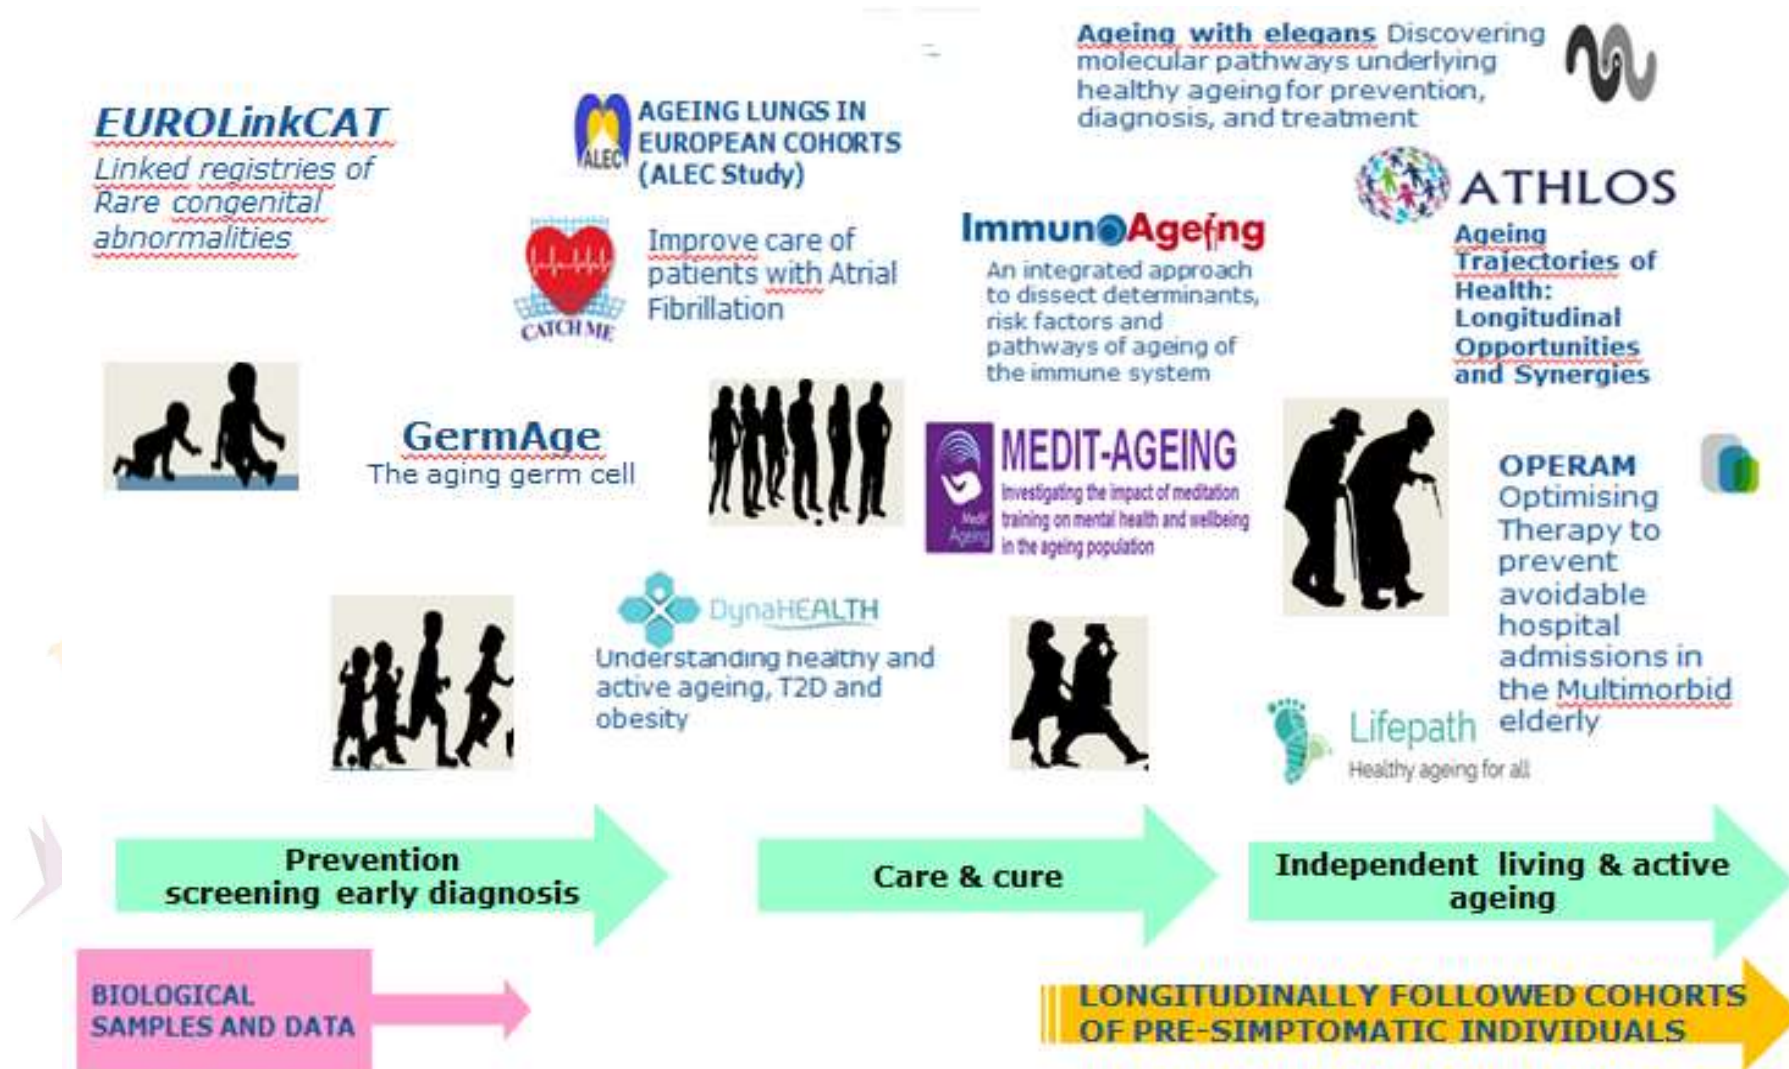 EUROLinkCAT
Linked registries of
Rare congenital
abnormalities
ALEC
AGEING LUNGS IN
EUROPEAN COHORTS
(ALEC Study)
CATCH ME
Improve care of
patients with Atrial
Fibrillation
Ageing with elegans Discovering
molecular pathways underlying
healthy ageing for prevention,
diagnosis, and treatment
ATHLOS
Ageing
Trajectories of
Health:
Longitudinal
Opportunities
and Synergies
ImmunoAgeing
An integrated approach
to dissect determinants,
risk factors and
pathways of ageing of
the immune system
GermAge
The aging germ cell
Medit'
Ageing
MEDIT-AGEING
Investigating the impact of meditation
training on mental health and wellbeing
in the ageing population
OPERAM
Optimising
Therapy to
prevent
avoidable
hospital
admissions in
the Multimorbid
elderly
DynaHEALTH
Understanding healthy and
active ageing, T2D and
obesity
Lifepath
Healthy ageing for all
Prevention
screening early diagnosis
Care & cure
Independent living & active
ageing
BIOLOGICAL
SAMPLES AND DATA
LONGITUDINALLY FOLLOWED COHORTS
OF PRE-SIMPTOMATIC INDIVIDUALS